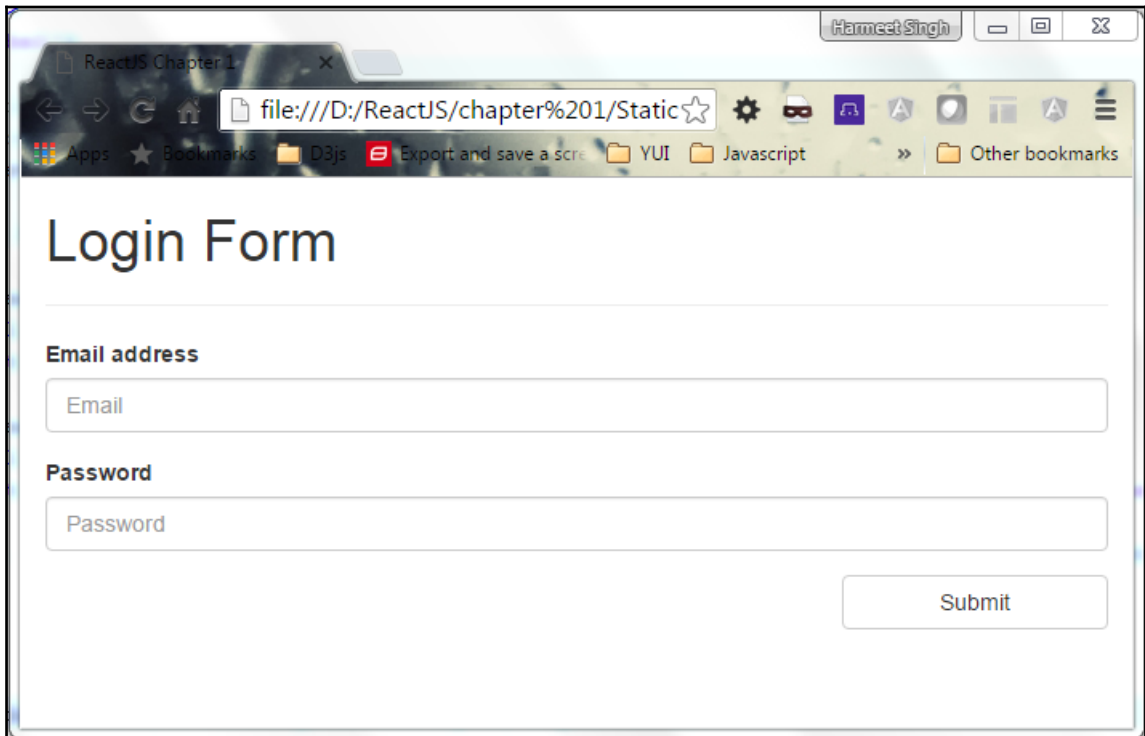 Harmeet Singh
ReactJS Chapter 1
file:///D:/ReactJS/chapter%201/Static
Apps Bookmarks D3js Export and save a scre YUI Javascript » Other bookmarks
Login Form
Email address
Email
Password
Password
Submit